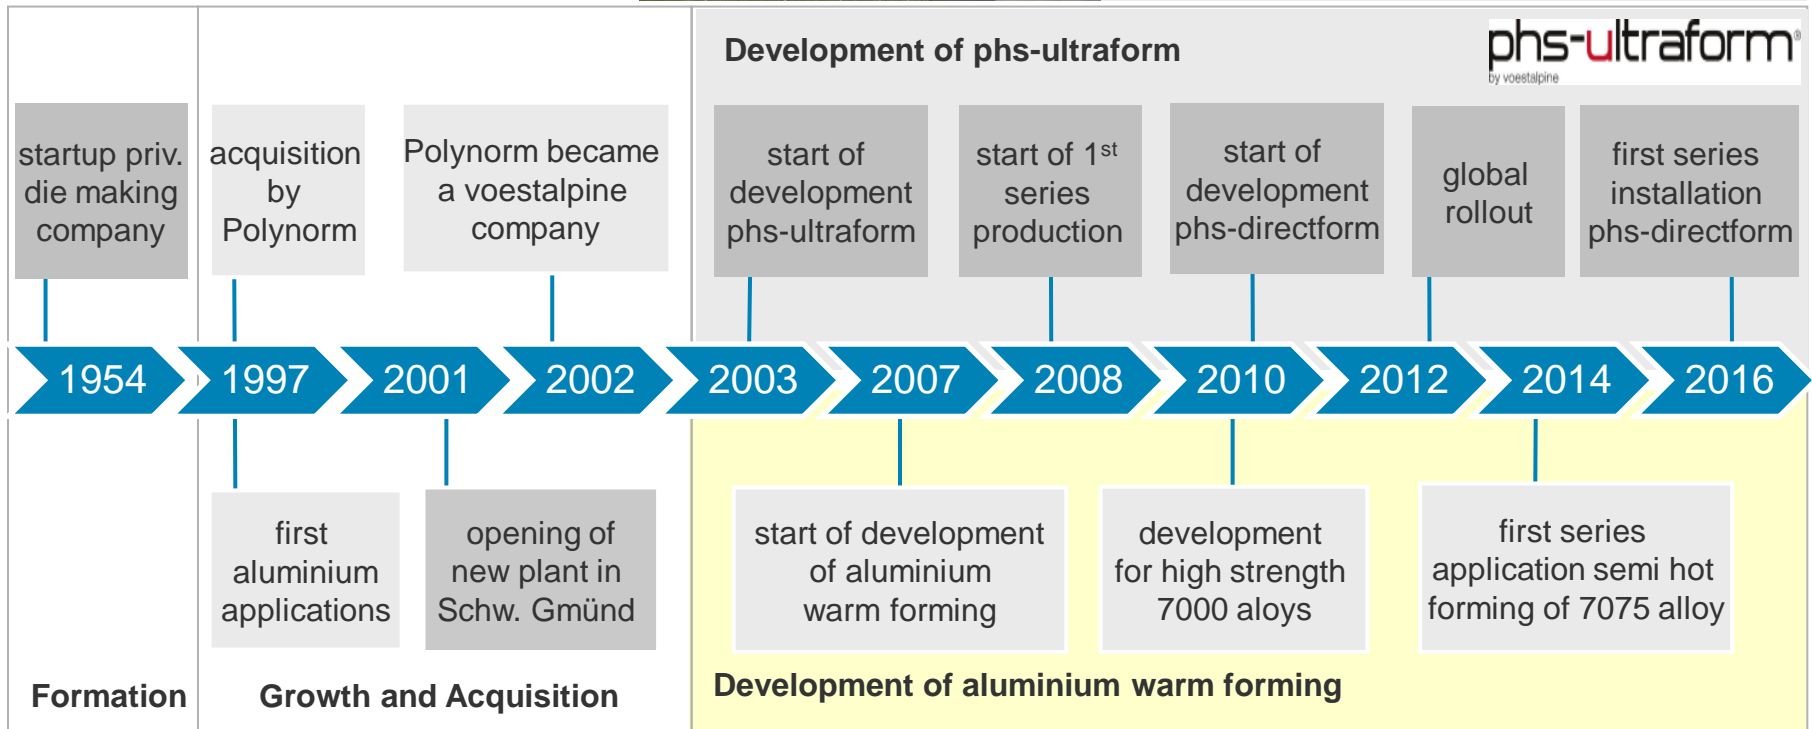 Development of phs-ultraform
phs-ultraform®
by voestalpine
startup priv.
die making
company
acquisition
by
Polynorm
Polynorm became
a voestalpine
company
start of
development
phs-ultraform
start of 1st
series
production
start of
development
phs-directform
global
rollout
first series
installation
phs-directform
1954
1997
2001
2002
2003
2007
2008
2010
2012
2014
2016
first
aluminium
applications
opening of
new plant in
Schw. Gmünd
start of development
of aluminium
warm forming
development
for high strength
7000 aloys
first series
application semi hot
forming of 7075 alloy
Formation
Growth and Acquisition
Development of aluminium warm forming